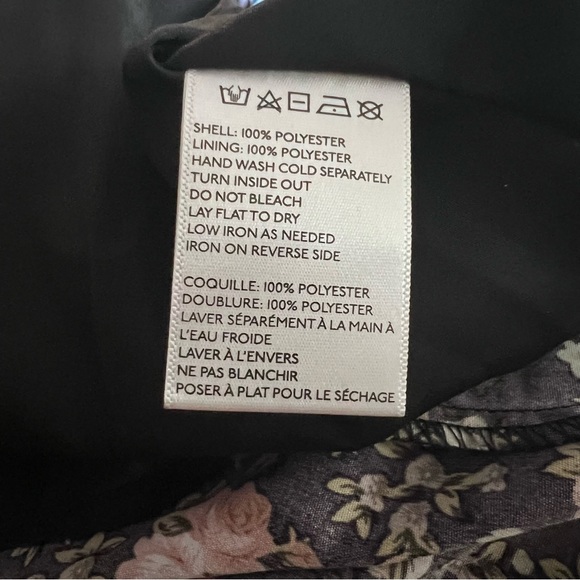 SHELL: 100% POLYESTER
LINING: 100% POLYESTER
HAND WASH COLD SEPARATELY
TURN INSIDE OUT
DO NOT BLEACH
LAY FLAT TO DRY
LOW IRON AS NEEDED
IRON ON REVERSE SIDE
COQUILLE: 100% POLYESTER
DOUBLURE: 100% POLYESTER
LAVER SÉPARÉMENT À LA MAIN À
L'EAU FROIDE
LAVER À L'ENVERS
NE PAS BLANCHIR
POSER À PLAT POUR LE SÉCHAGE